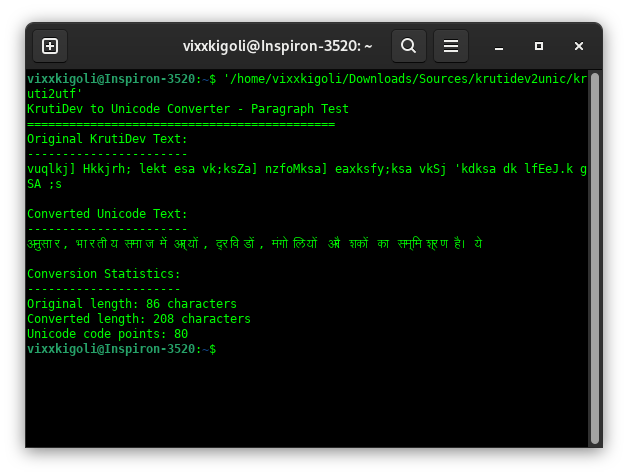 vixxkigoli@Inspiron-3520: ~
vixxkigoli@Inspiron-3520:~$ '/home/vixxkigoli/Downloads/Sources/krutidev2unic/kr
uti2utf'
KrutiDev to Unicode Converter - Paragraph Test
============================================
Original KrutiDev Text:
-----------------------
vuqlkj] Hkkjrh; lekt esa vk;ksZa] nzfoMksa] eaxksfy;ksa vkSj 'kdksa dk lfEeJ.k g
SA ;s

Converted Unicode Text:
-----------------------
अनुसार, भारतीय समाज में आर्यों, द्रविडों, मंगोलियों औ शकों का सम्मिश्रण है। ये

Conversion Statistics:
----------------------
Original length: 86 characters
Converted length: 208 characters
Unicode code points: 80
vixxkigoli@Inspiron-3520:~$